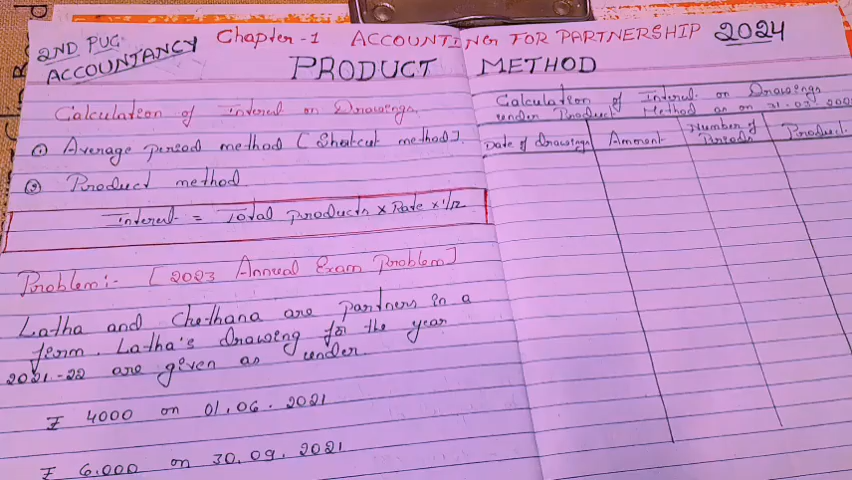 2ND PUC
ACCOUNTANCY
Chapter-1 ACCOUNTING FOR PARTNERSHIP 2024
PRODUCT METHOD
Calculation of Interest on Drawings
① Average period method [Shortcut method].
② Product method
Interest = Total products × Rate × 1/12
Problem:- [2023 Annual Exam Problem]
Latha and Chethana are partners in a
firm. Latha's drawing for the year
2021-22 are given as under.
₹ 4000 on 01.06.2021
₹ 6.000 on 30.09.2021
Calculation of Interest on Drawings
under Product Method as on 31.03.
Date of drawings Amount Number of Periods Product